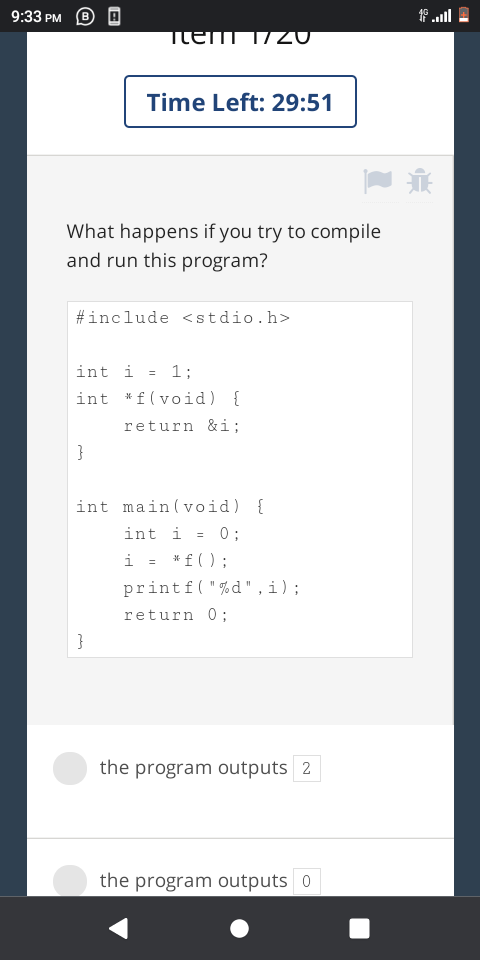 9:33 PM
B
4G
Item 1/20
Time Left: 29:51
What happens if you try to compile
and run this program?
#include <stdio.h>
int i = 1;
int *f(void) {
    return &i;
}
int main(void) {
    int i = 0;
    i = *f();
    printf("%d",i);
    return 0;
}
the program outputs 2
the program outputs 0